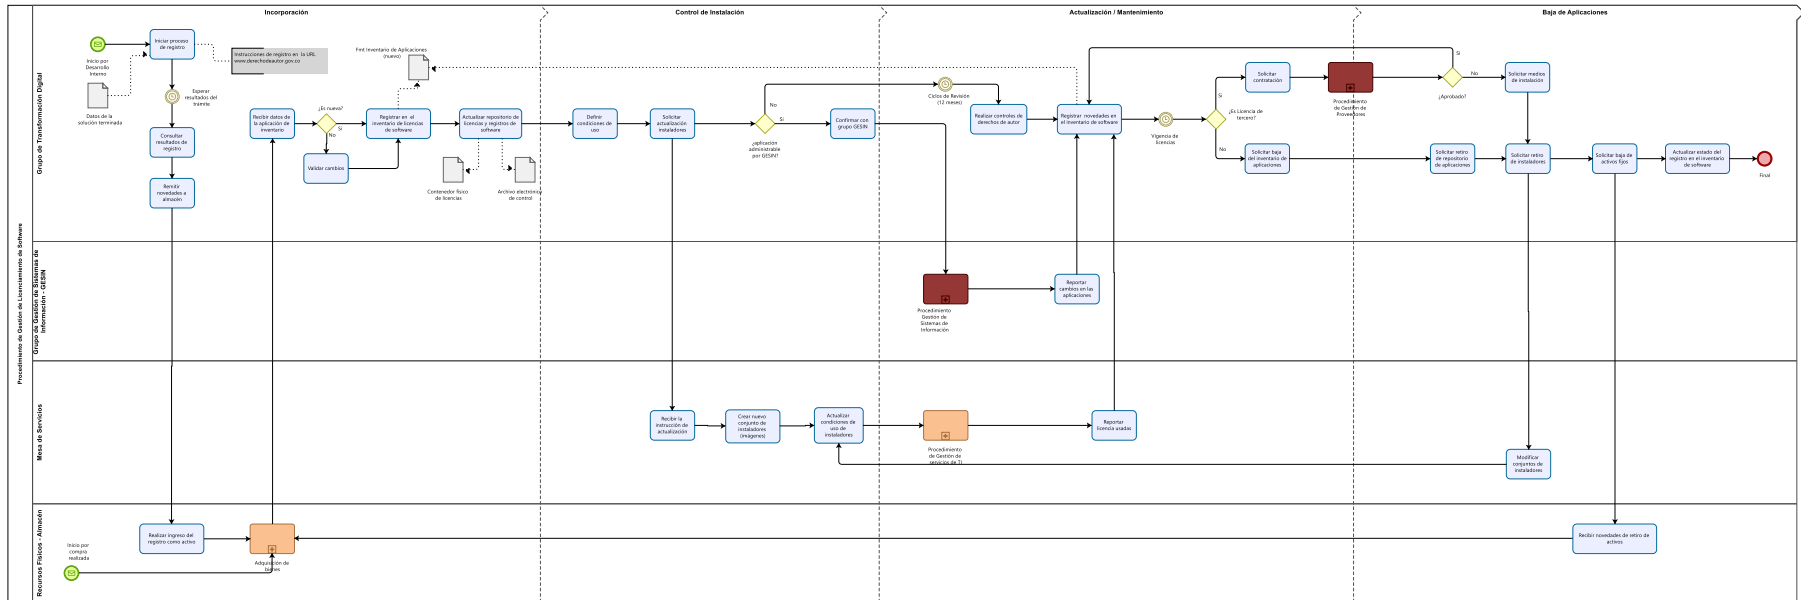 Incorporación
Control de Instalación
Actualización / Mantenimiento
Baja de Aplicaciones
Procedimiento de Gestión de Licenciamiento de Software
Grupo de Transformación Digital
Inicio por
Desarrollo
Interno
Iniciar proceso
de registro
Instrucciones de registro en la URL
www.derechodeautor.gov.co
Datos de la
solución terminada
Esperar
resultados del
trámite
Consultar
resultados de
registro
Remitir
novedades a
almacén
Recibir datos de
la aplicación de
inventario
¿Es nueva?
Si
No
Validar cambios
Fmt Inventario de Aplicaciones
(nuevo)
Registrar en el
inventario de licencias
de software
Actualizar repositorio de
licencias y registros de
software
Contenedor físico
de licencias
Archivo electrónico
de control
Definir
condiciones de
uso
Solicitar
actualización
instaladores
No
Si
¿aplicación
administrable
por GESIN?
Confirmar con
grupo GESIN
Ciclos de Revisión
(12 meses)
Realizar controles de
derechos de autor
Registrar novedades en
el inventario de software
Vigencia de
licencias
Si
¿Es Licencia de
tercero?
No
Solicitar
contratación
Solicitar baja
del inventario de
aplicaciones
Procedimiento
de Gestión de
Proveedores
Si
No
¿Aprobado?
Solicitar medios
de instalación
Solicitar retiro
de repositorio de
aplicaciones
Solicitar retiro
de instaladores
Solicitar baja de
activos fijos
Actualizar estado del
registro en el inventario
de software
Final
Grupo de Gestión de Sistemas de
Información - GESIN
Procedimiento
Gestión de
Sistemas de
Información
Reportar
cambios en las
aplicaciones
Mesa de Servicios
Recibir la
instrucción de
actualización
Crear nuevo
conjunto de
instaladores
(imágenes)
Actualizar
condiciones de
uso de
instaladores
Procedimiento
de Gestión de
servicios de TI
Reportar
licencia usadas
Modificar
conjuntos de
instaladores
Recursos Físicos - Almacén
Inicio por
compra
realizada
Realizar ingreso del
registro como activo
Adquisición de
bienes
Recibir novedades de retiro de
activos